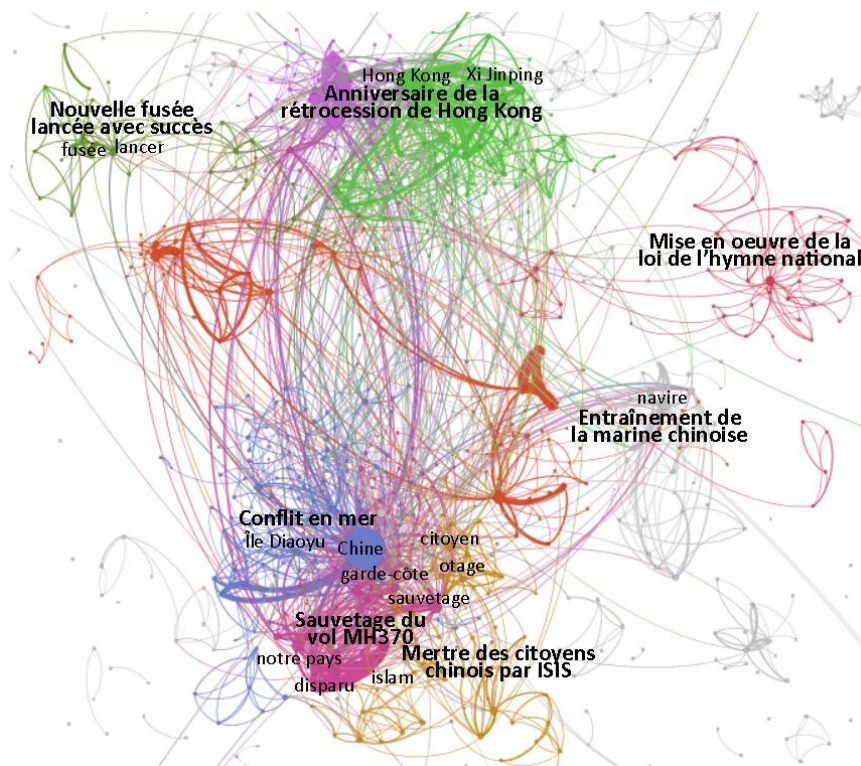 Hong Kong Xi Jinping
Anniversaire de la
rétrocession de Hong Kong
Nouvelle fusée
lancée avec succès
fusée lancer
Mise en oeuvre de la
loi de l'hymne national
navire
Entraînement de
la marine chinoise
Conflit en mer
Île Diaoyu
Chine
citoyen
otage
garde-côte
sauvetage
Sauvetage du
vol MH370
notre pays
disparu
islam
Mertre des citoyens
chinois par ISIS